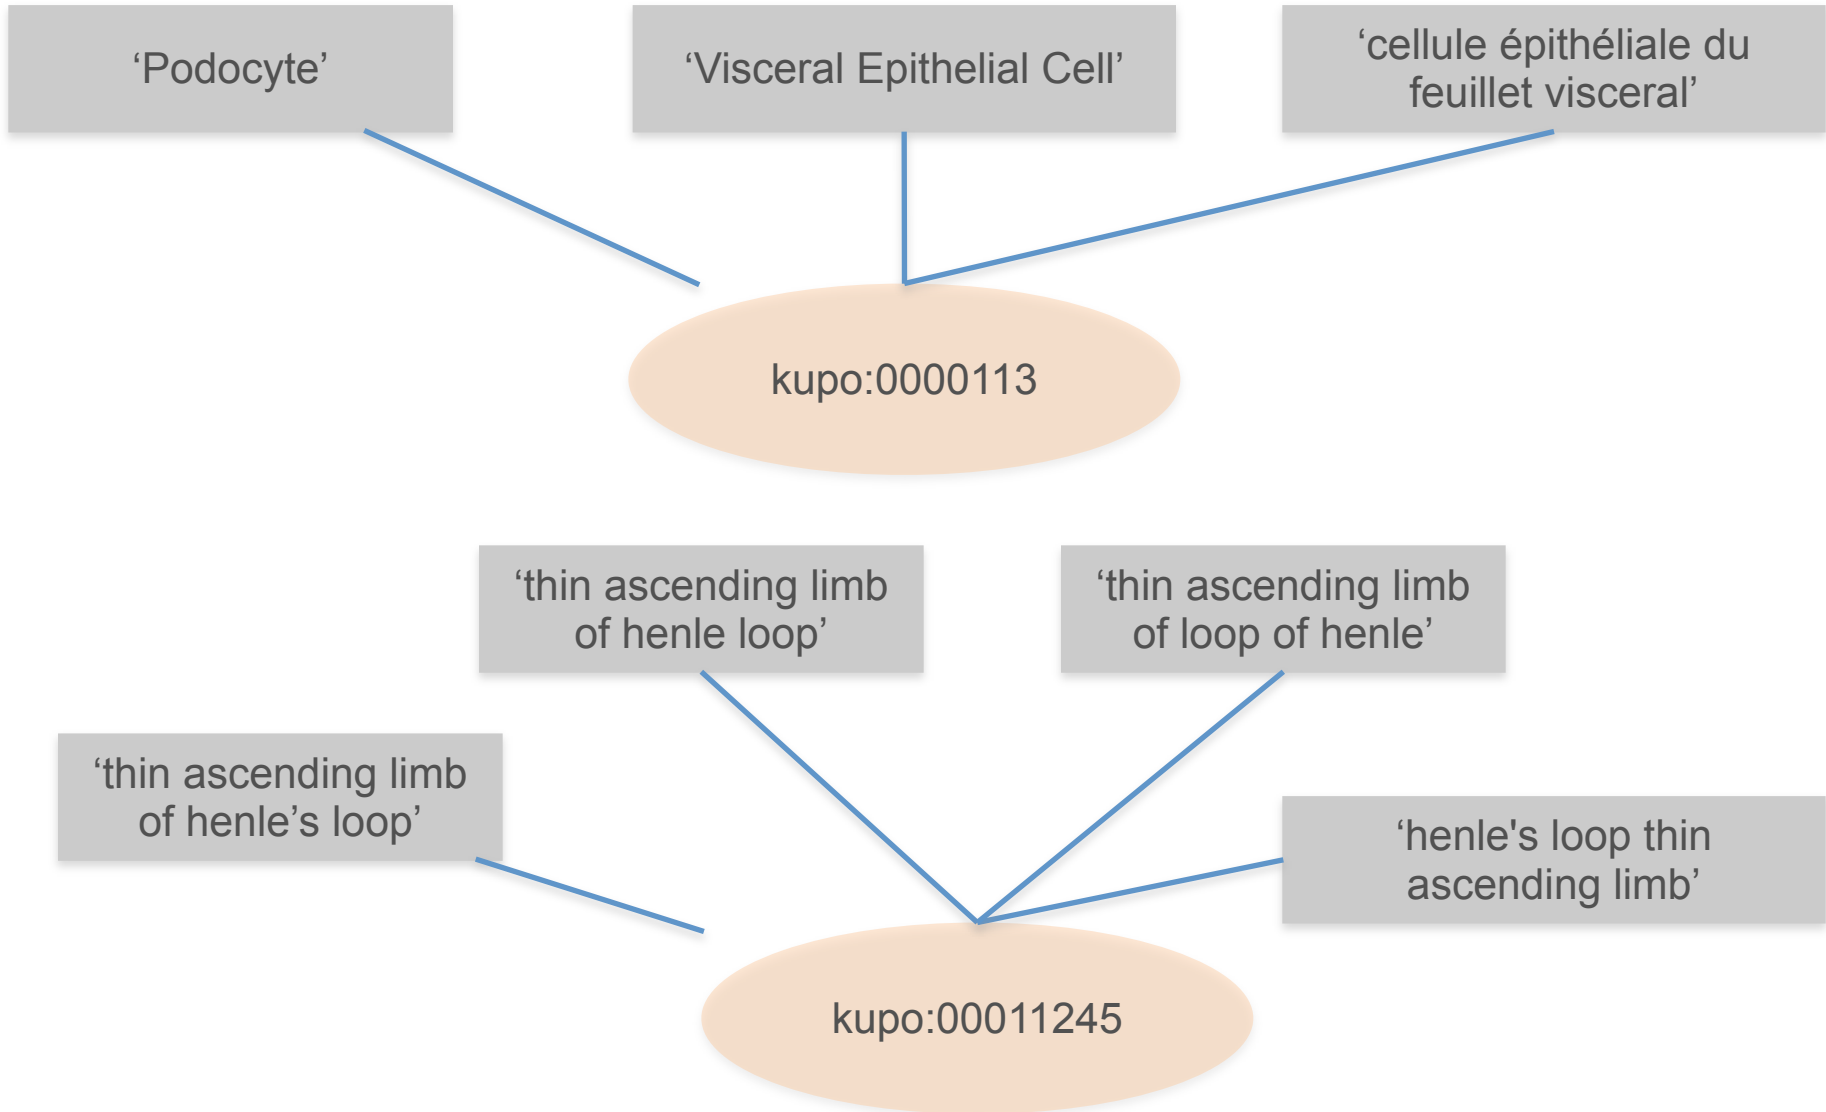 ‘Podocyte’
‘Visceral Epithelial Cell’
‘cellule épithéliale du
feuillet visceral’
kupo:0000113
‘thin ascending limb
of henle loop’
‘thin ascending limb
of loop of henle’
‘thin ascending limb
of henle’s loop’
‘henle's loop thin
ascending limb’
kupo:00011245